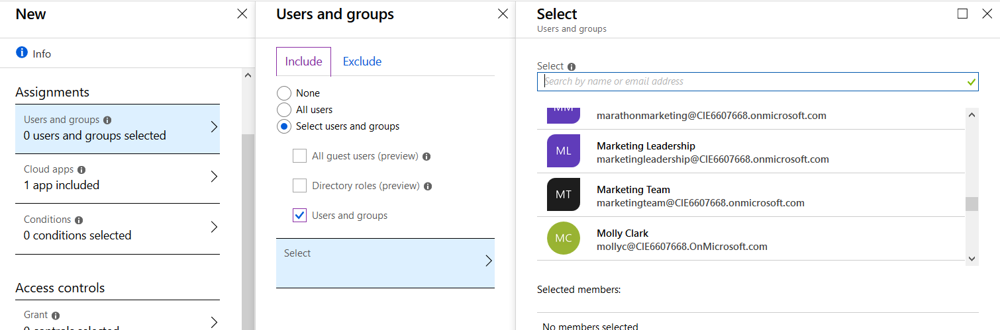 New
Info
Assignments
Users and groups
0 users and groups selected
Cloud apps
1 app included
Conditions
0 conditions selected
Access controls
Grant
0 controls selected
Users and groups
Include
Exclude
None
All users
Select users and groups
All guest users (preview)
Directory roles (preview)
Users and groups
Select
Select
Users and groups
Select
Search by name or email address
MM
marathonmarketing@CIE6607668.onmicrosoft.com
ML
Marketing Leadership
marketingleadership@CIE6607668.onmicrosoft.com
MT
Marketing Team
marketingteam@CIE6607668.onmicrosoft.com
MC
Molly Clark
mollyc@CIE6607668.OnMicrosoft.com
Selected members:
No members selected